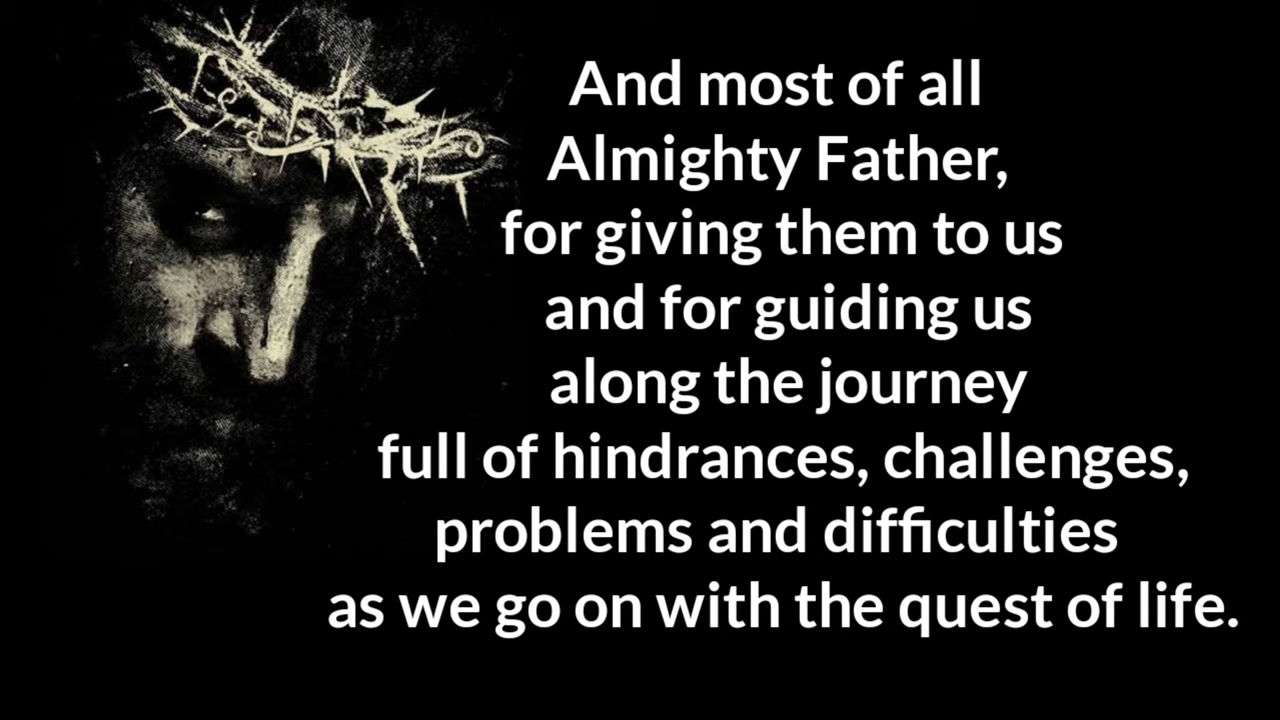 And most of all
Almighty Father,
for giving them to us
and for guiding us
along the journey
full of hindrances, challenges,
problems and difficulties
as we go on with the quest of life.